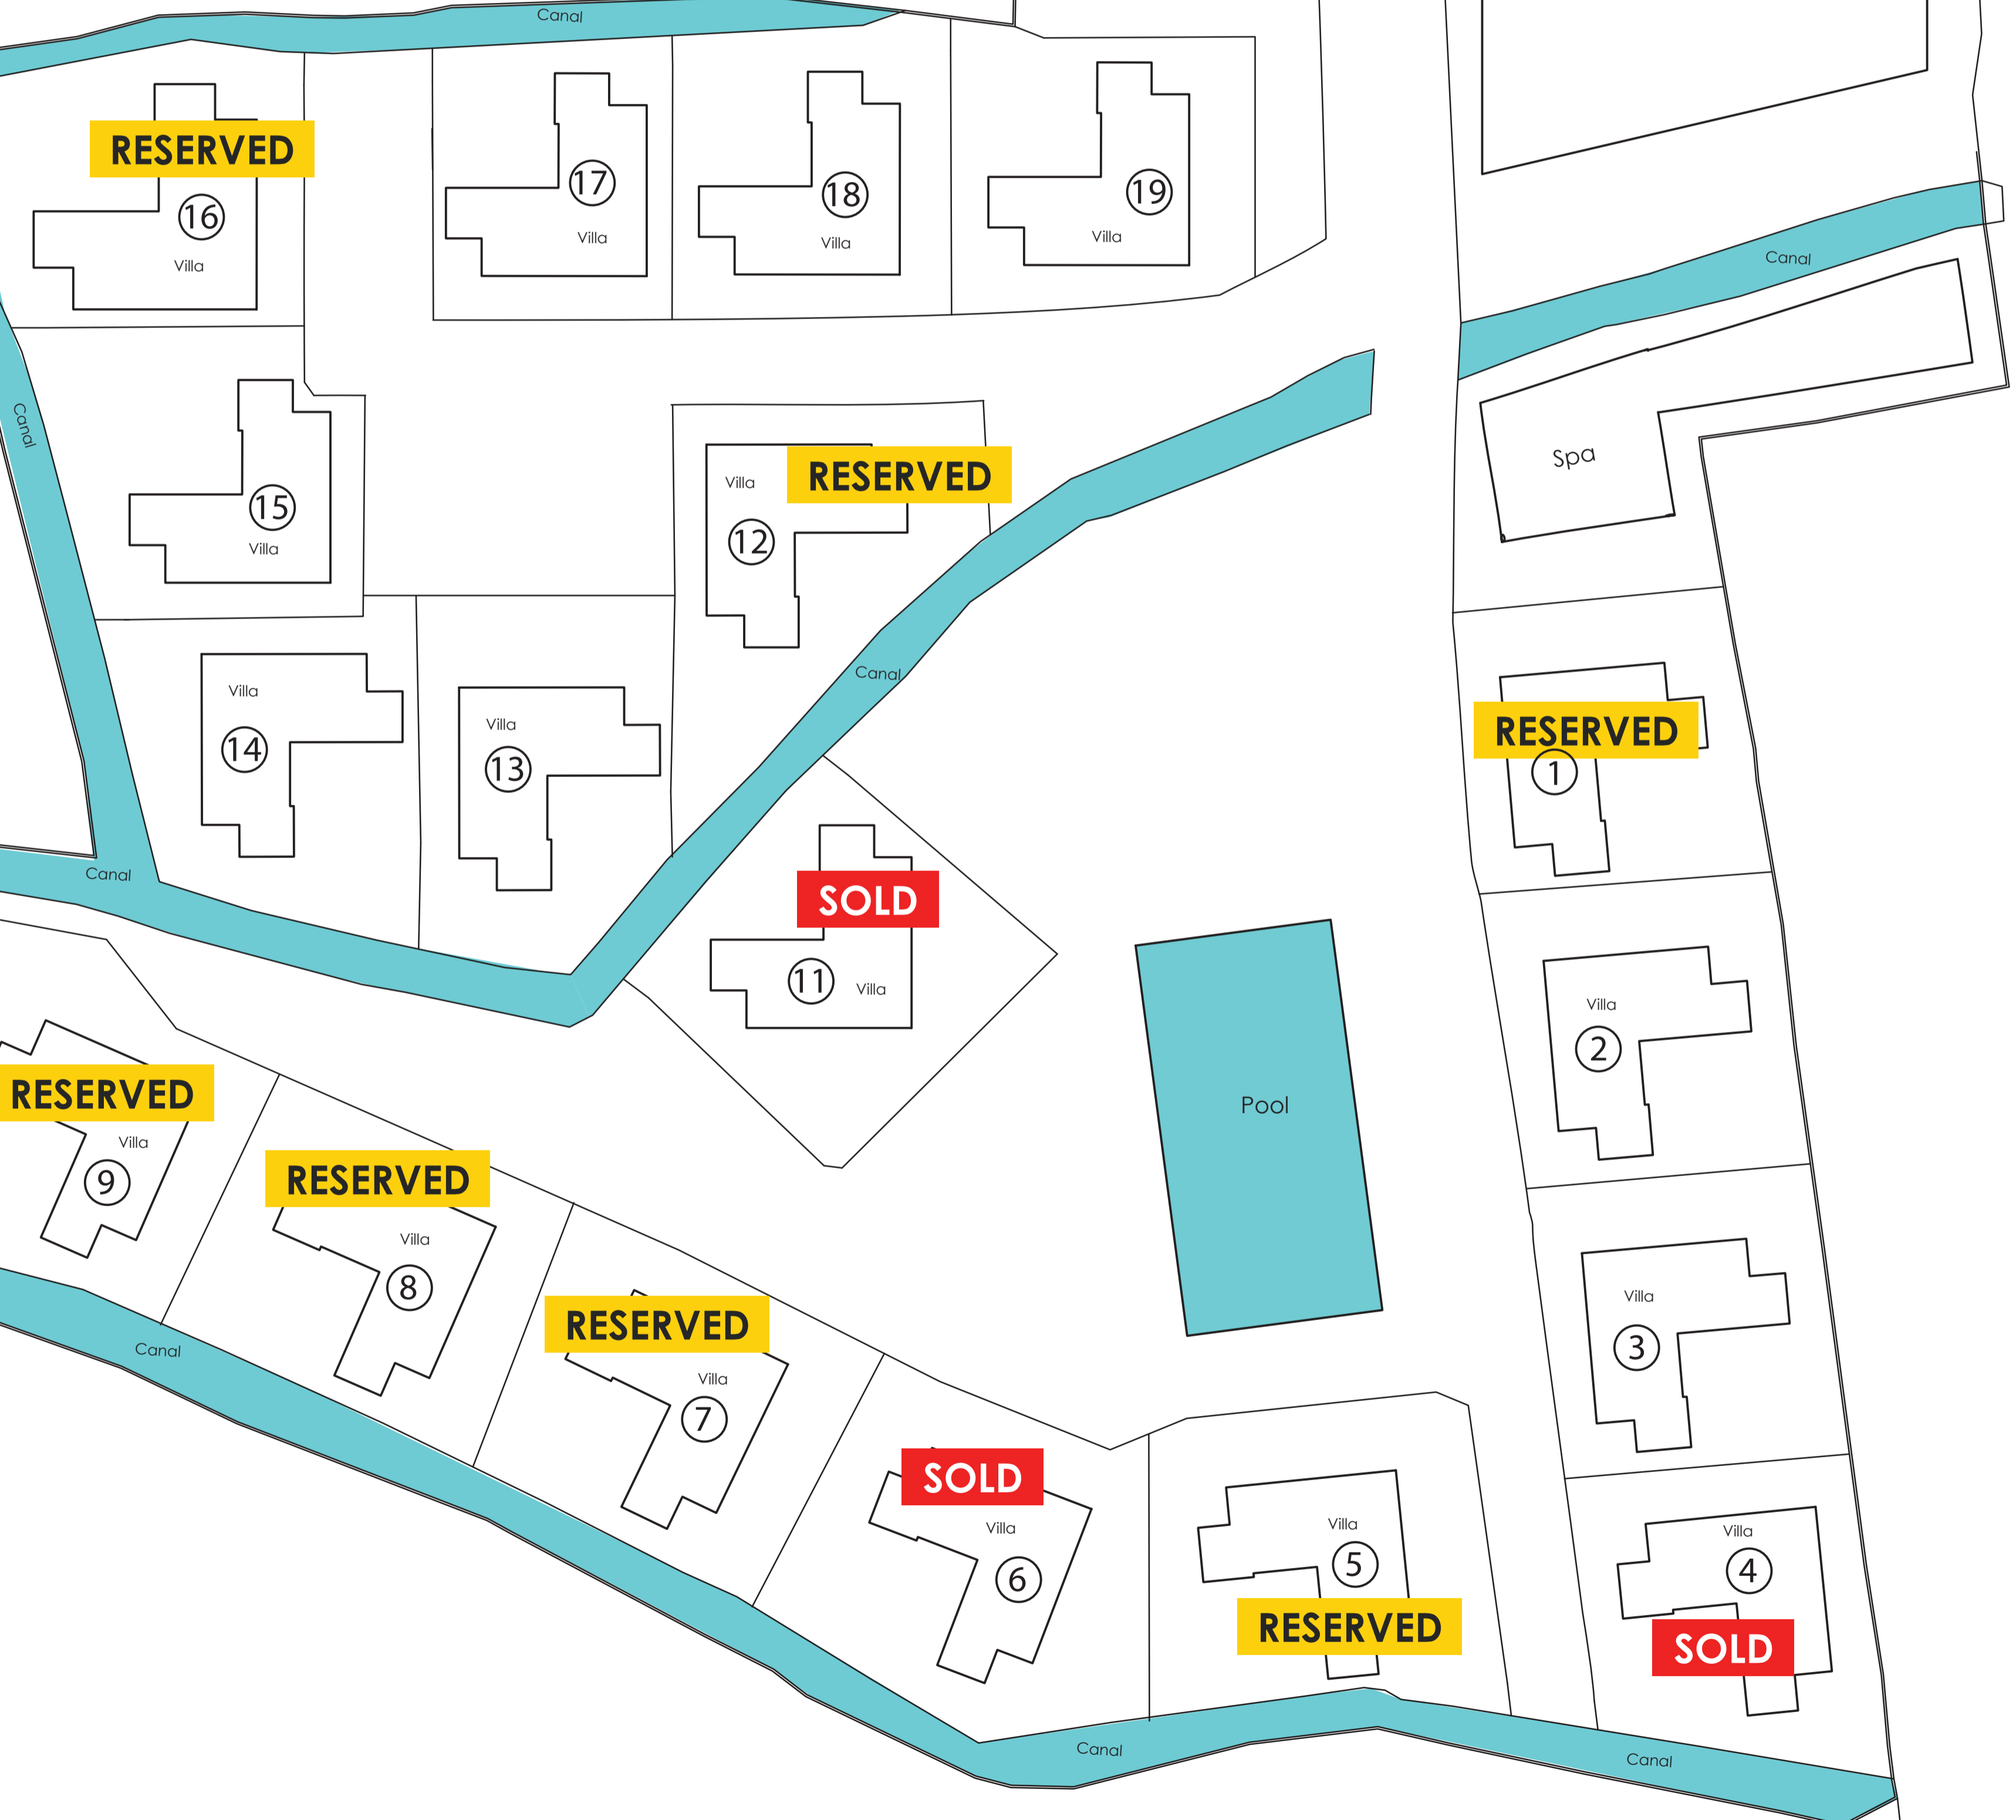 Canal
RESERVED
16
Villa
17
Villa
18
Villa
19
Villa
Canal
Canal
15
Villa
Villa
RESERVED
12
Spa
Villa
14
Villa
13
Canal
RESERVED
1
SOLD
11
Villa
Canal
Villa
2
Pool
RESERVED
Villa
9
RESERVED
Villa
8
Canal
RESERVED
Villa
7
Villa
3
SOLD
Villa
6
Villa
5
RESERVED
Villa
4
SOLD
Canal
Canal